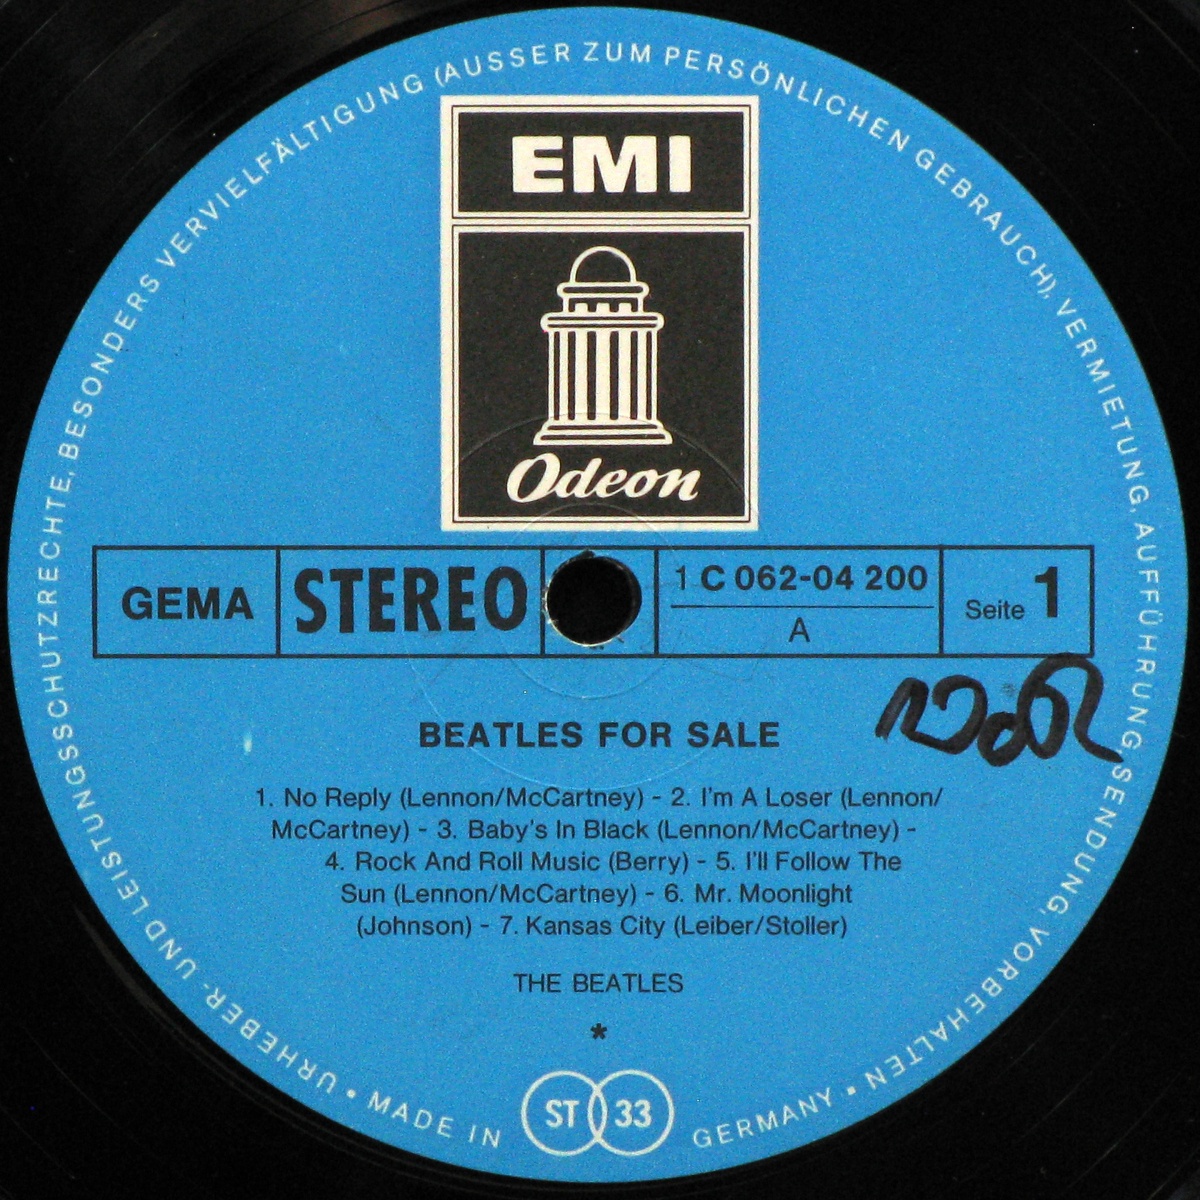 URHEBER- UND LEISTUNGSSCHUTZRECHTE, BESONDERS VERVIELFÄLTIGUNG (AUSSER ZUM PERSÖNLICHEN GEBRAUCH), VERMIETUNG, AUFFÜHRUNG, SENDUNG, VORBEHALTEN
EMI
Odeon
GEMA
STEREO
1 C 062-04 200
A
Seite 1
BEATLES FOR SALE
1. No Reply (Lennon/McCartney) - 2. I'm A Loser (Lennon/
McCartney) - 3. Baby's In Black (Lennon/McCartney) -
4. Rock And Roll Music (Berry) - 5. I'll Follow The
Sun (Lennon/McCartney) - 6. Mr. Moonlight
(Johnson) - 7. Kansas City (Leiber/Stoller)
THE BEATLES
*
ST 33
MADE IN GERMANY